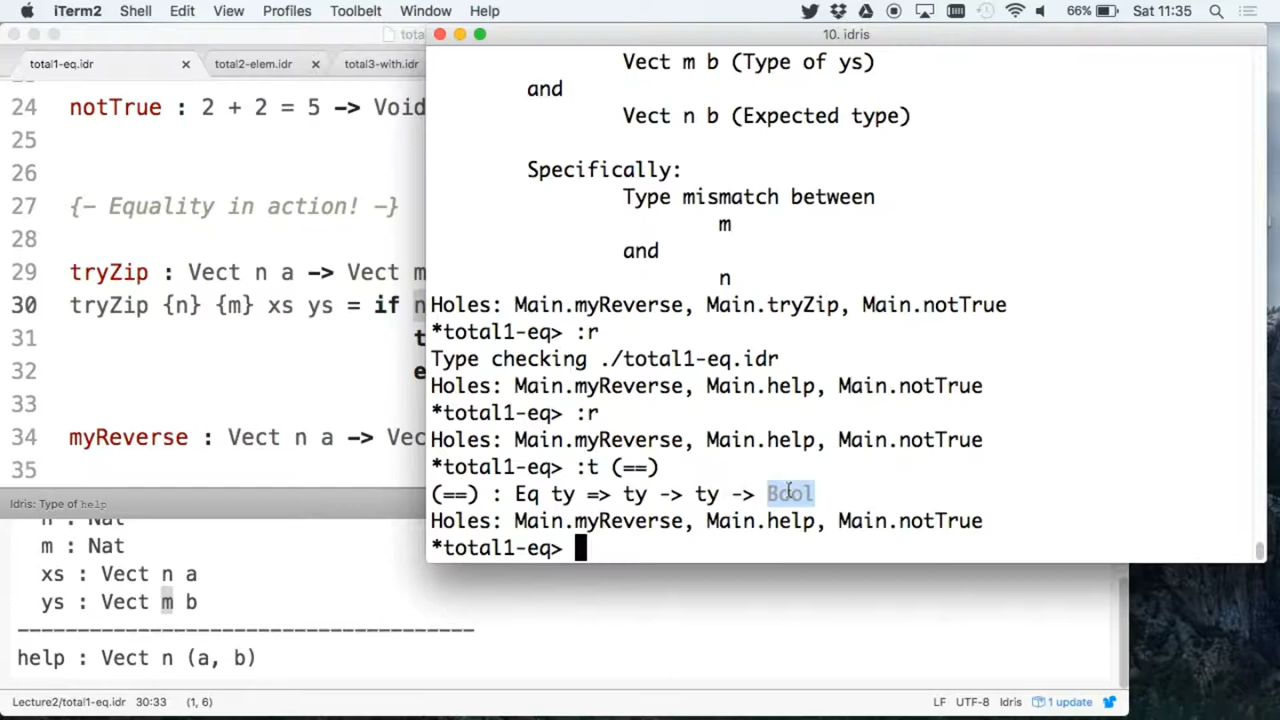 iTerm2 Shell Edit View Profiles Toolbelt Window Help 66% Sat 11:35
total
10. idris
total1-eq.idr × total2-elem.idr × total3-with.idr
24 notTrue : 2 + 2 = 5 -> Void
25
26
27 {- Equality in action! -}
28
29 tryZip : Vect n a -> Vect m
30 tryZip {n} {m} xs ys = if n
31 t
32 e
33
34 myReverse : Vect n a -> Vec
35
Idris: Type of help
n : Nat
m : Nat
xs : Vect n a
ys : Vect m b
--------------------------------------
help : Vect n (a, b)
Lecture2/total1-eq.idr 30:33 (1, 6) LF UTF-8 Idris 1 update
Vect m b (Type of ys)
and
Vect n b (Expected type)
Specifically:
Type mismatch between
m
and
n
Holes: Main.myReverse, Main.tryZip, Main.notTrue
*total1-eq> :r
Type checking ./total1-eq.idr
Holes: Main.myReverse, Main.help, Main.notTrue
*total1-eq> :r
Holes: Main.myReverse, Main.help, Main.notTrue
*total1-eq> :t (==)
(==) : Eq ty => ty -> ty -> Bool
Holes: Main.myReverse, Main.help, Main.notTrue
*total1-eq>